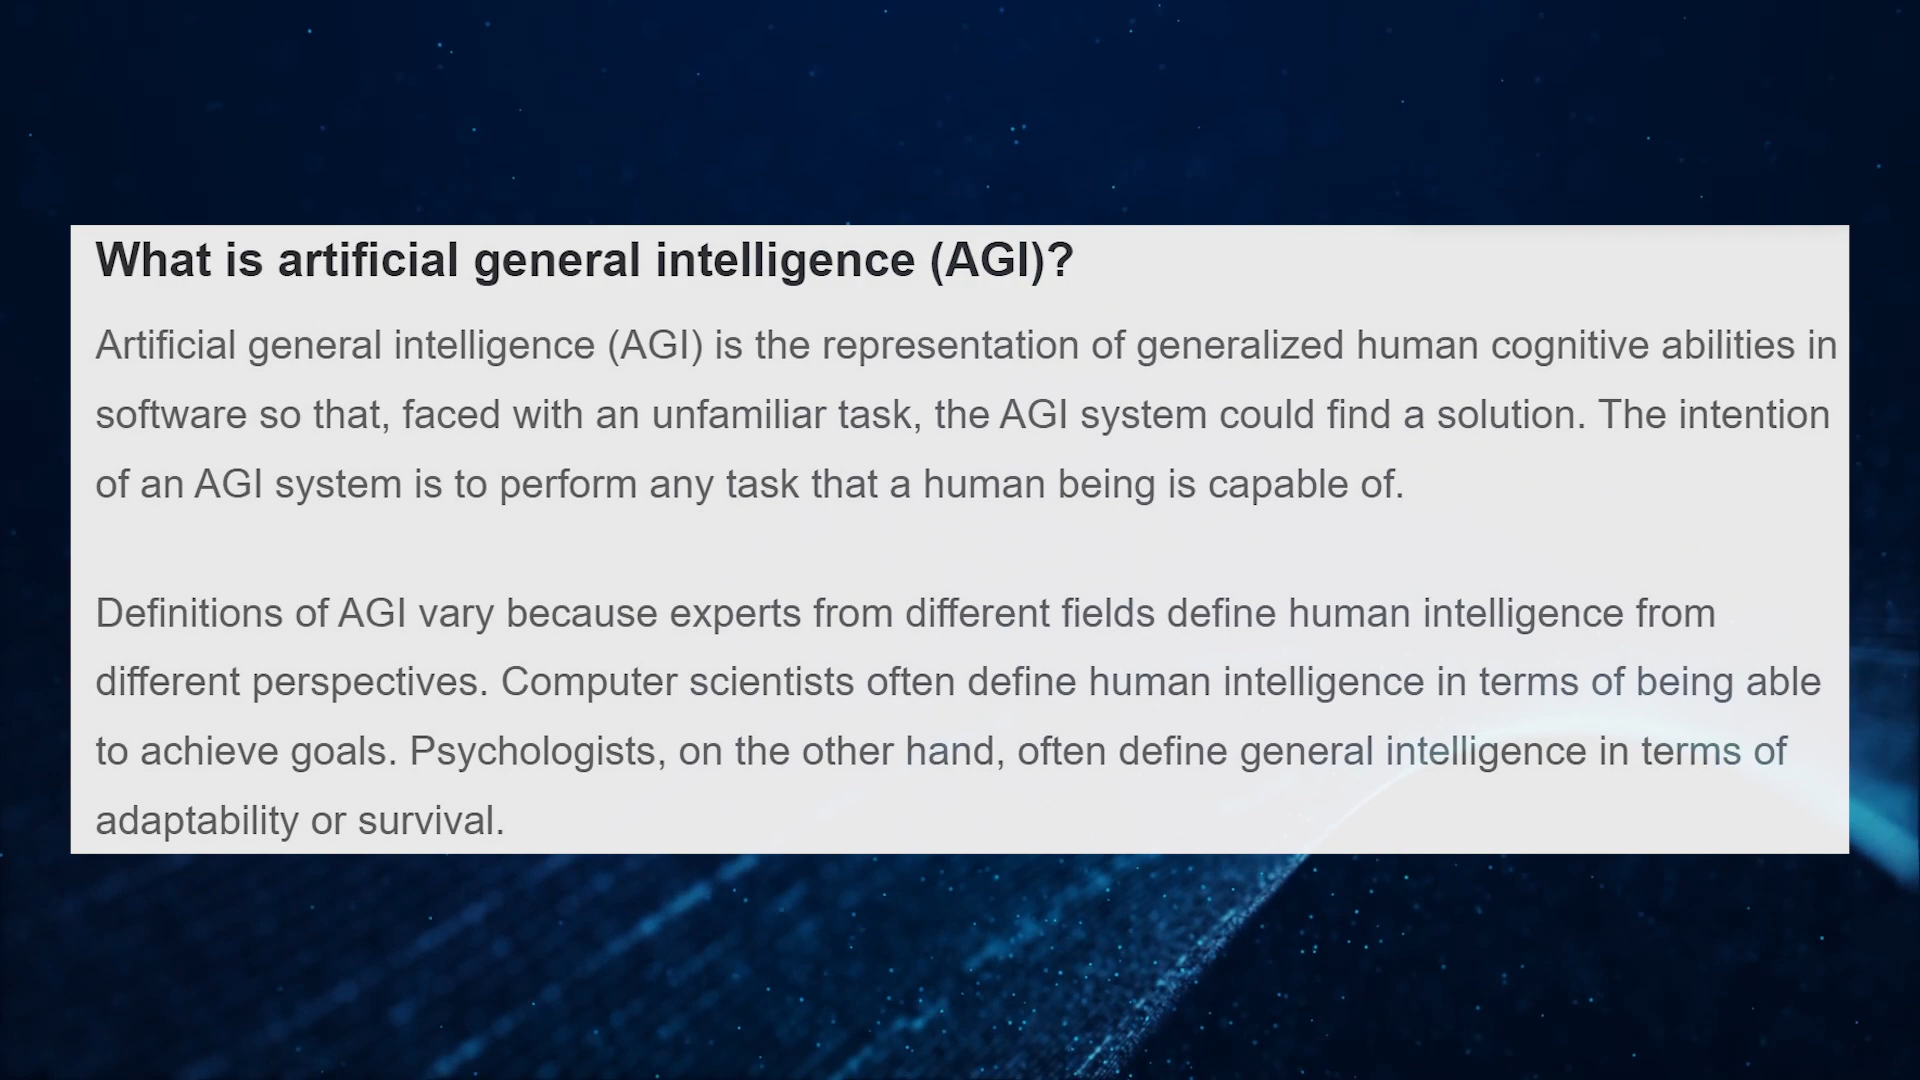 What is artificial general intelligence (AGI)?
Artificial general intelligence (AGI) is the representation of generalized human cognitive abilities in
software so that, faced with an unfamiliar task, the AGI system could find a solution. The intention
of an AGI system is to perform any task that a human being is capable of.
Definitions of AGI vary because experts from different fields define human intelligence from
different perspectives. Computer scientists often define human intelligence in terms of being able
to achieve goals. Psychologists, on the other hand, often define general intelligence in terms of
adaptability or survival.